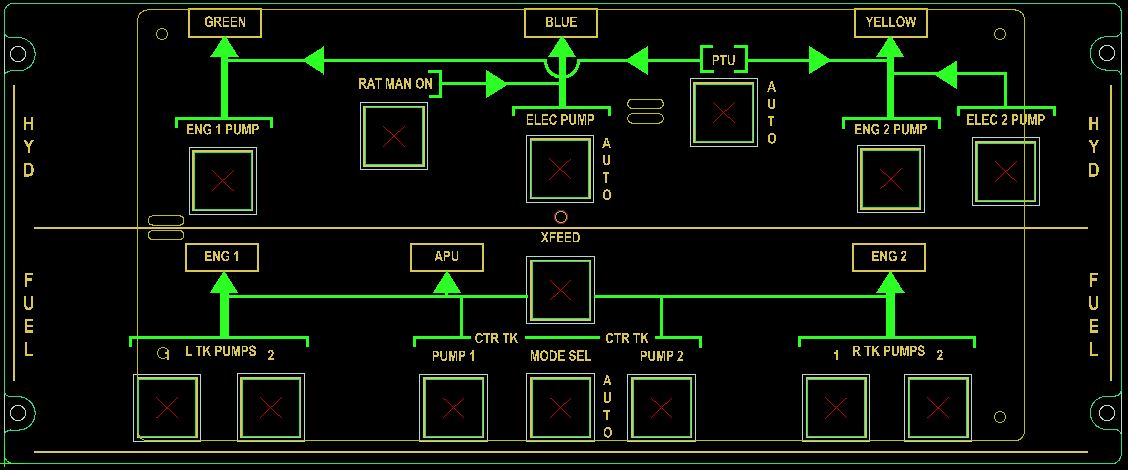 GREEN
BLUE
YELLOW
PTU
RAT MAN ON
AUTO
ENG 1 PUMP
ELEC PUMP
ENG 2 PUMP
ELEC 2 PUMP
HYD
AUTO
HYD
XFEED
ENG 1
APU
ENG 2
FUEL
FUEL
CTR TK
CTR TK
1
L TK PUMPS
2
PUMP 1
MODE SEL
PUMP 2
1
R TK PUMPS
2
AUTO